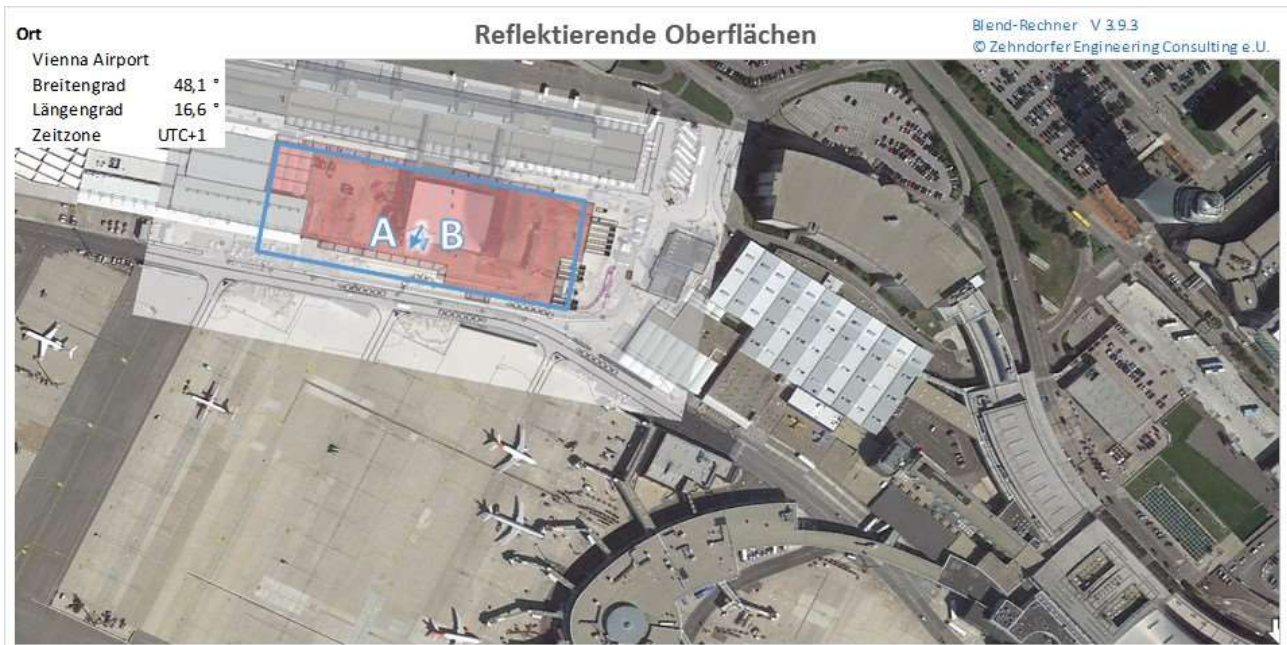 Ort
Vienna Airport
Breitengrad 48,1 °
Längengrad 16,6 °
Zeitzone UTC+1
Reflektierende Oberflächen
Blend-Rechner V 3.9.3
© Zehndorfer Engineering Consulting e.U.
A B